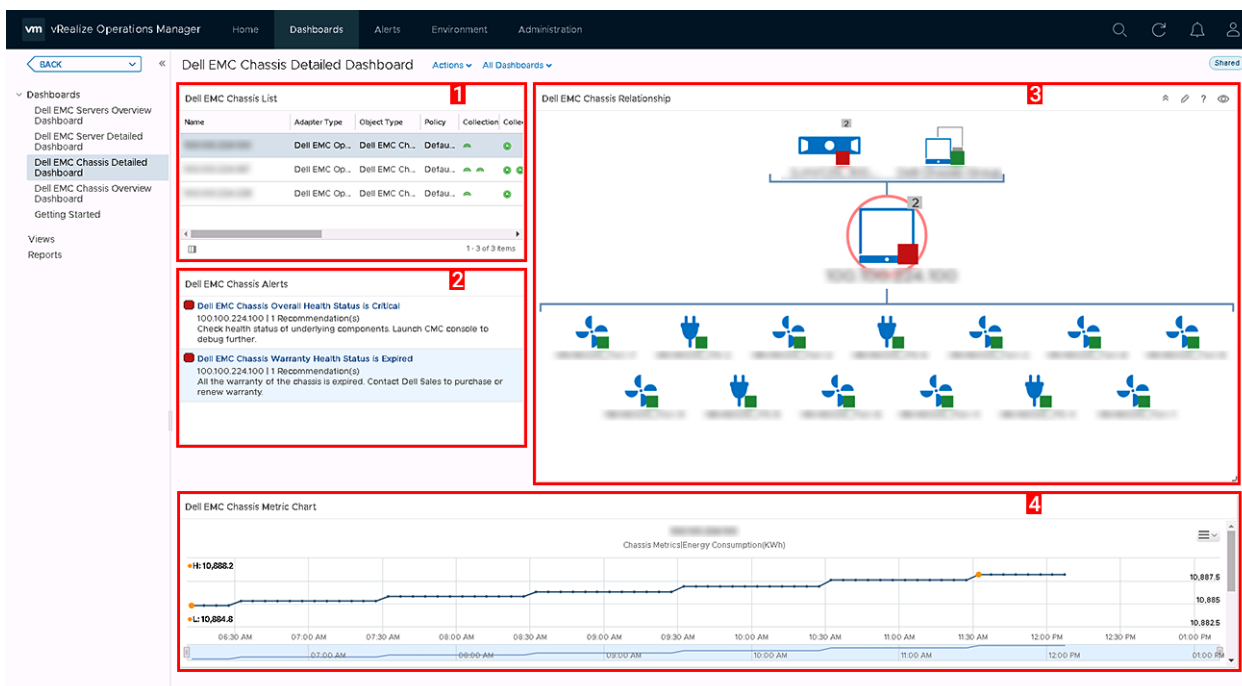 vm vRealize Operations Manager Home Dashboards Alerts Environment Administration
BACK
Dell EMC Chassis Detailed Dashboard Actions All Dashboards Shared
Dashboards
Dell EMC Servers Overview
Dashboard
Dell EMC Server Detailed
Dashboard
Dell EMC Chassis Detailed
Dashboard
Dell EMC Chassis Overview
Dashboard
Getting Started
Views
Reports
Dell EMC Chassis List 1
Name Adapter Type Object Type Policy Collection Colle
Dell EMC Op... Dell EMC Ch... Defau...
Dell EMC Op... Dell EMC Ch... Defau...
Dell EMC Op... Dell EMC Ch... Defau...
1 - 3 of 3 items
Dell EMC Chassis Alerts 2
Dell EMC Chassis Overall Health Status is Critical
100.100.224.100 | 1 Recommendation(s)
Check health status of underlying components. Launch CMC console to
debug further.
Dell EMC Chassis Warranty Health Status is Expired
100.100.224.100 | 1 Recommendation(s)
All the warranty of the chassis is expired. Contact Dell Sales to purchase or
renew warranty.
Dell EMC Chassis Relationship 3
?
2
2
Dell EMC Chassis Metric Chart 4
Chassis Metrics|Energy Consumption(KWh)
H: 10,888.2
L: 10,884.8
10,887.5
10,885
10,882.5
06:30 AM 07:00 AM 07:30 AM 08:00 AM 08:30 AM 09:00 AM 09:30 AM 10:00 AM 10:30 AM 11:00 AM 11:30 AM 12:00 PM 12:30 PM 01:00 PM
07:00 AM 08:00 AM 09:00 AM 10:00 AM 11:00 AM 12:00 PM 01:00 PM